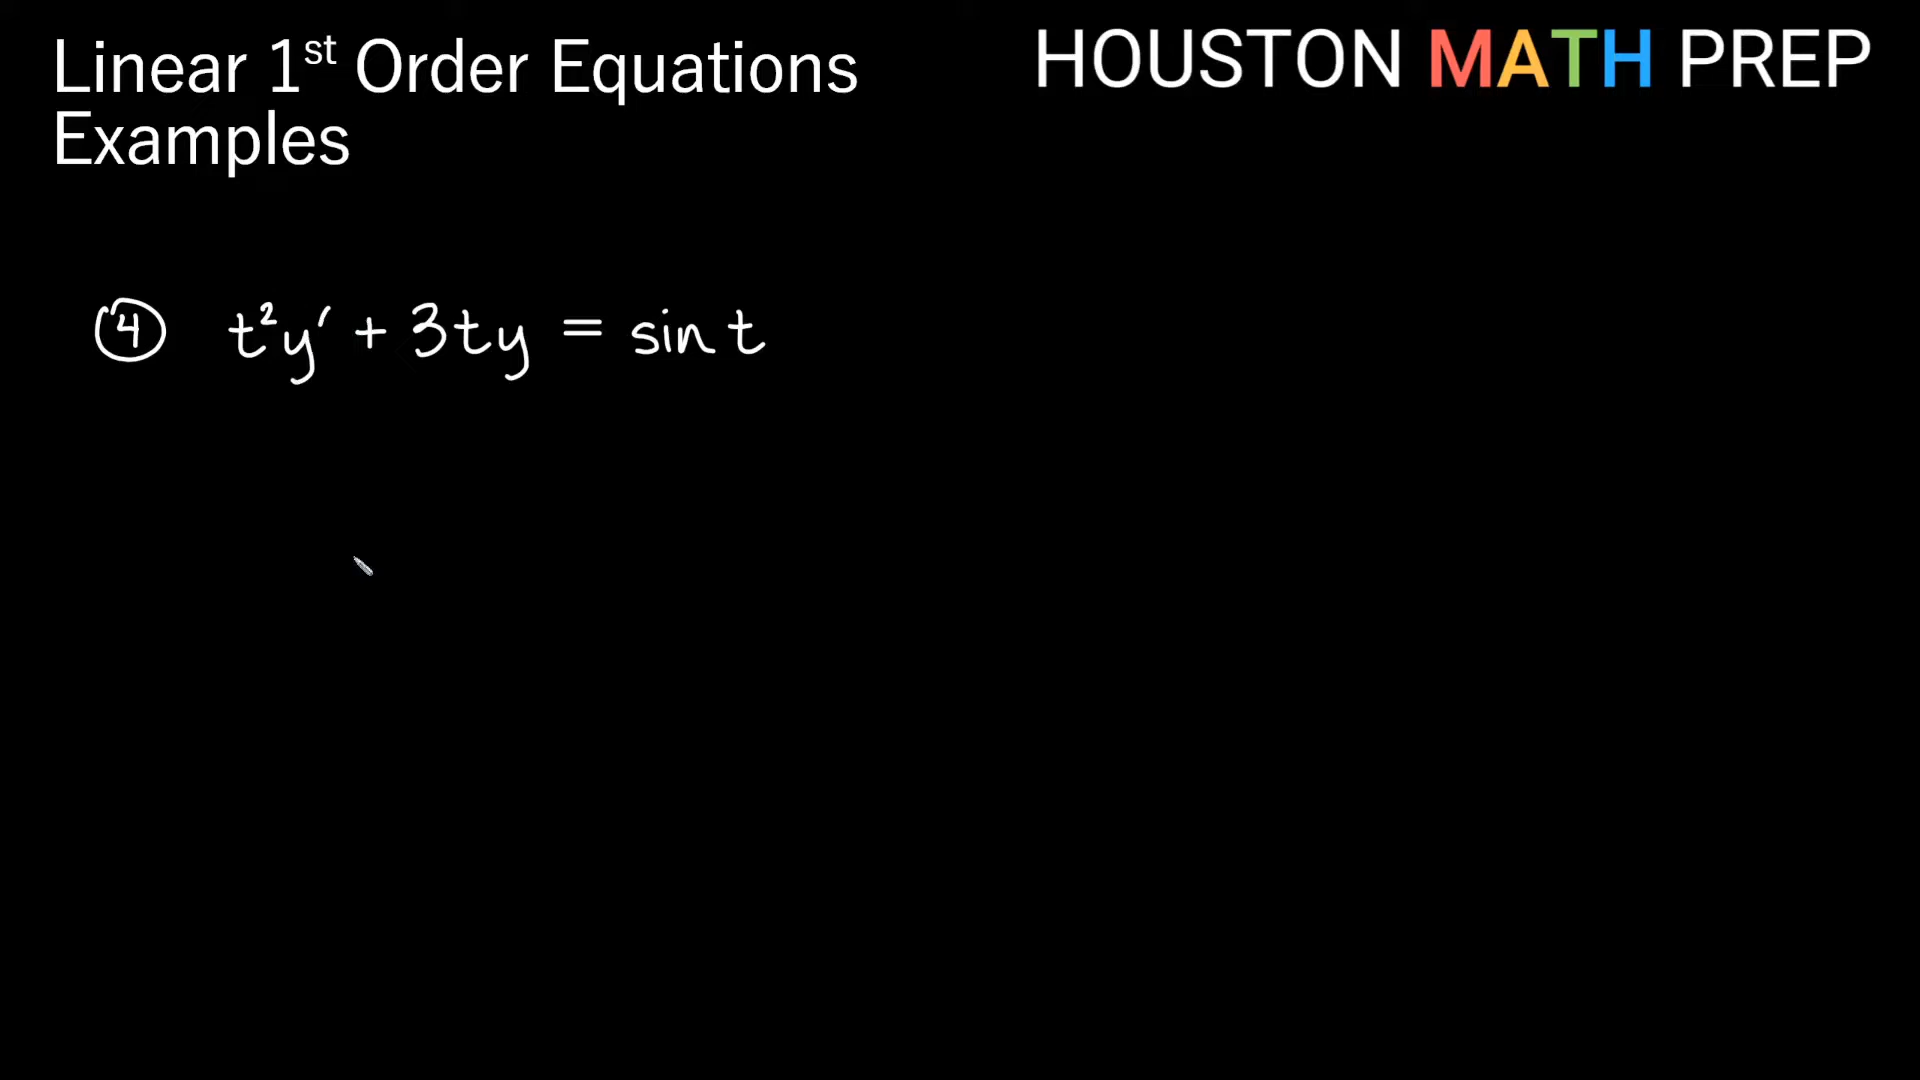 Linear 1st Order Equations
Examples
HOUSTON MATH PREP
④ t²y′ + 3ty = sin t